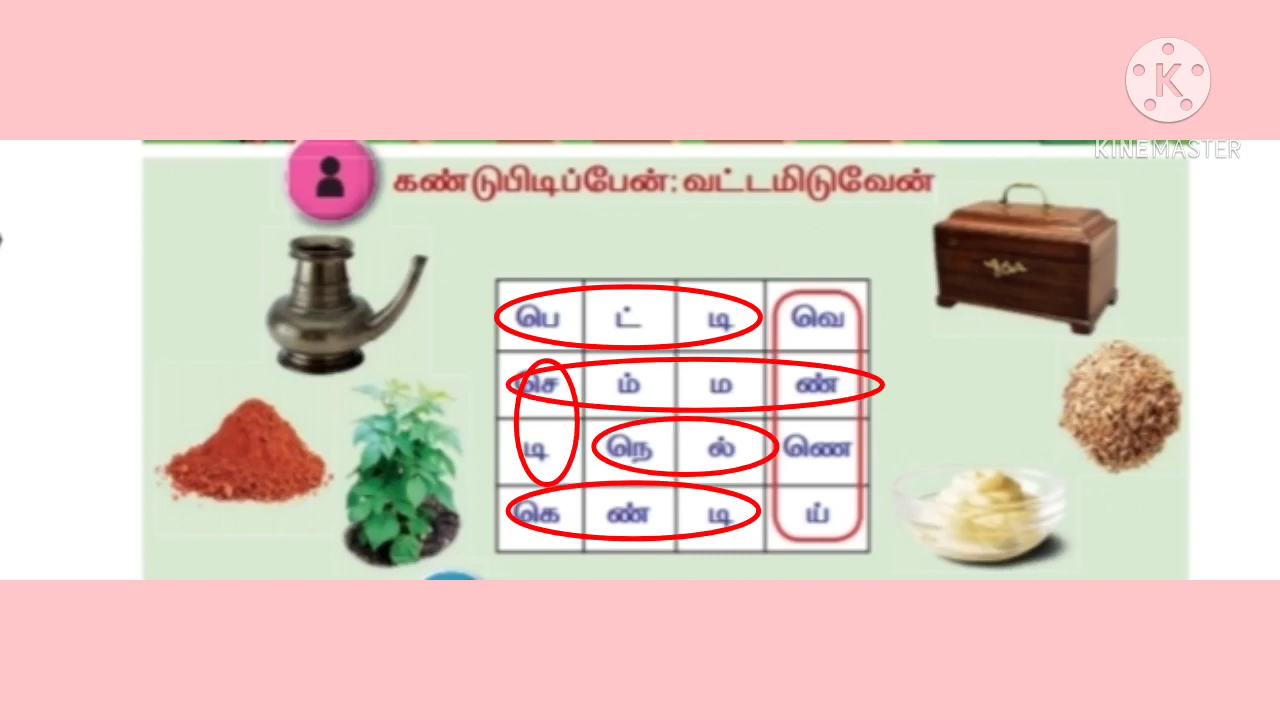 KINEMASTER
கண்டுபிடிப்பேன்: வட்டமிடுவேன்
பெ ட் டி வெ
செ ம் ம ண்
டி நெ ல் ணெ
கெ ண் டி ய்